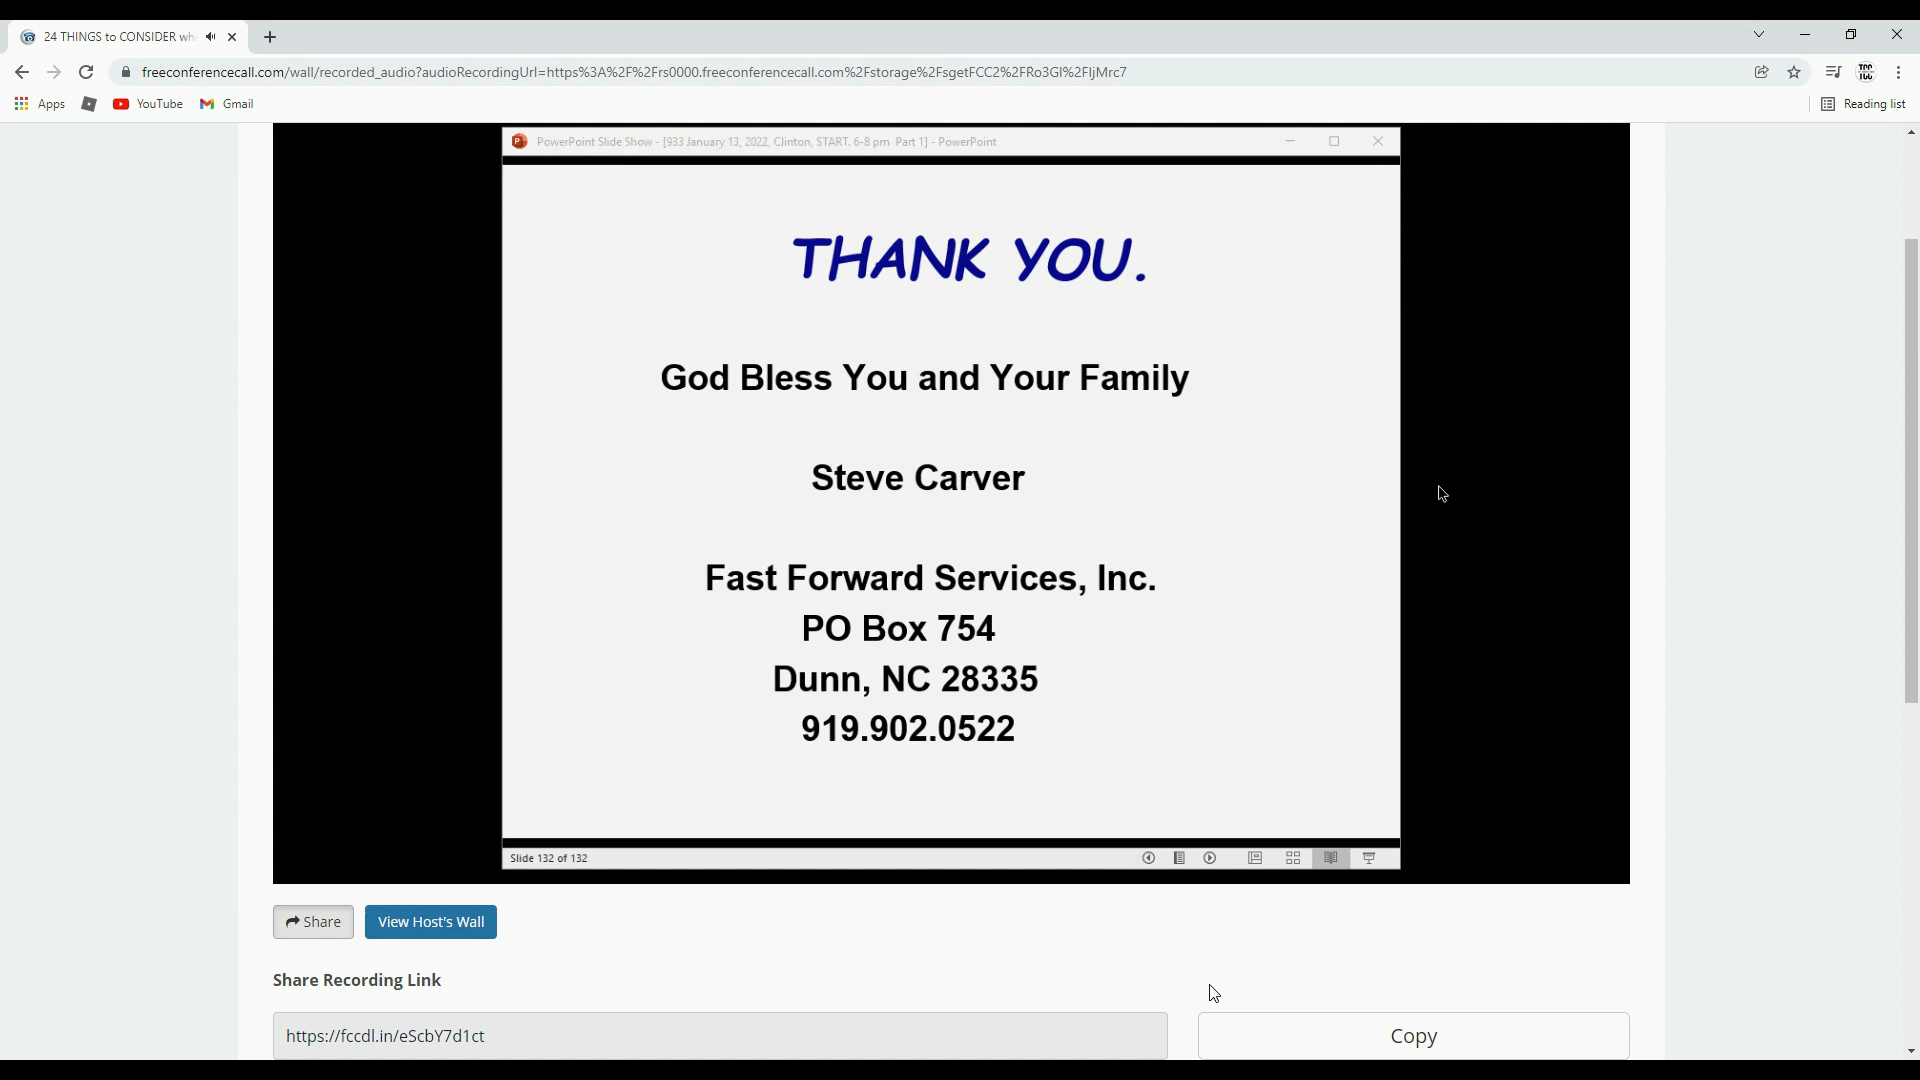 24 THINGS to CONSIDER wh
freeconferencecall.com/wall/recorded_audio?audioRecordingUrl=https%3A%2F%2Frs0000.freeconferencecall.com%2Fstorage%2FsgetFCC2%2FRo3GI%2FIjMrc7
Apps YouTube Gmail Reading list
PowerPoint Slide Show - [933 January 13, 2022, Clinton, START. 6-8 pm Part 1] - PowerPoint
THANK YOU.
God Bless You and Your Family
Steve Carver
Fast Forward Services, Inc.
PO Box 754
Dunn, NC 28335
919.902.0522
Slide 132 of 132
Share View Host's Wall
Share Recording Link
https://fccdl.in/eScbY7d1ct Copy